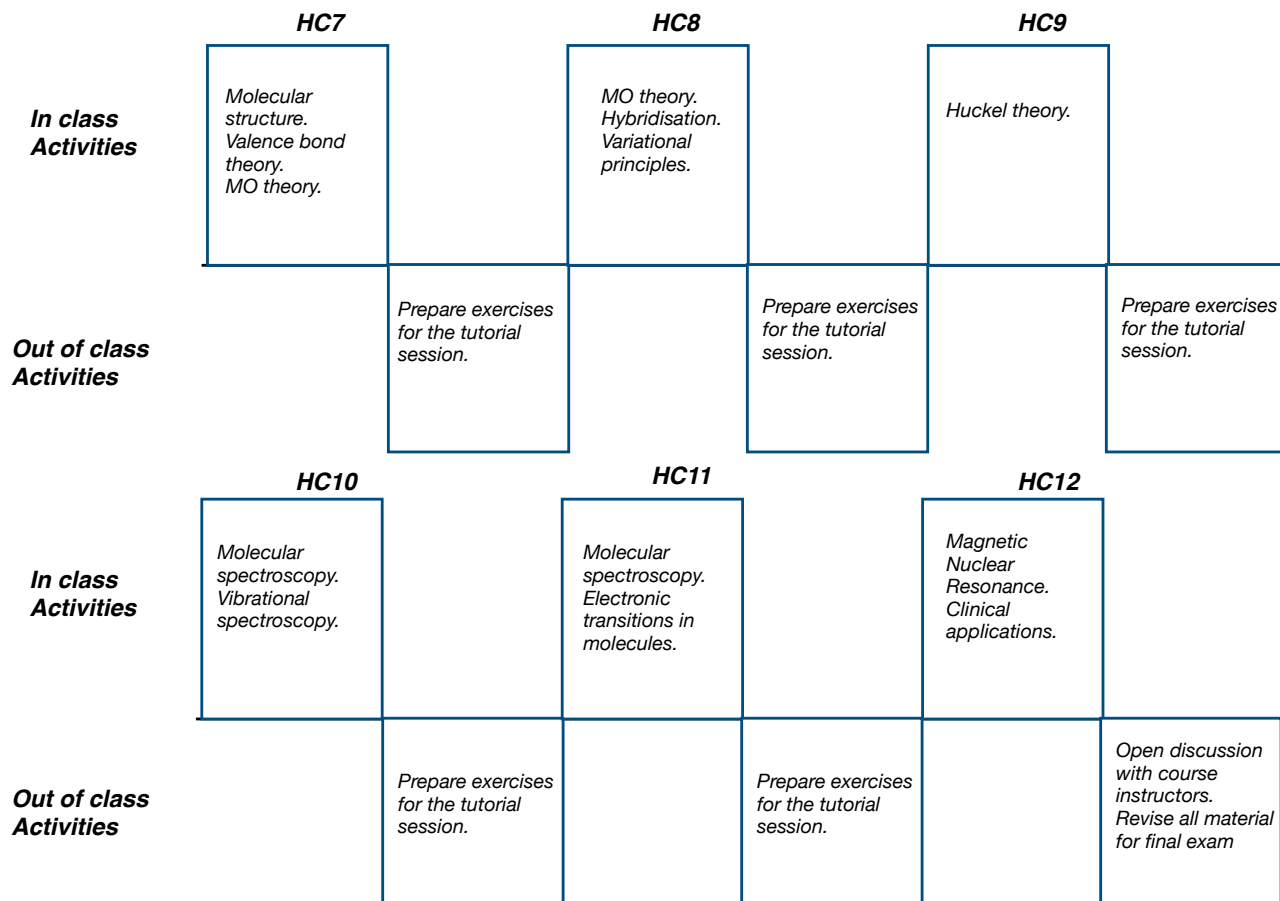 HC7
HC8
HC9
In class
Activities
Molecular
structure.
Valence bond
theory.
MO theory.
MO theory.
Hybridisation.
Variational
principles.
Huckel theory.
Out of class
Activities
Prepare exercises
for the tutorial
session.
Prepare exercises
for the tutorial
session.
Prepare exercises
for the tutorial
session.
HC10
HC11
HC12
In class
Activities
Molecular
spectroscopy.
Vibrational
spectroscopy.
Molecular
spectroscopy.
Electronic
transitions in
molecules.
Magnetic
Nuclear
Resonance.
Clinical
applications.
Out of class
Activities
Prepare exercises
for the tutorial
session.
Prepare exercises
for the tutorial
session.
Open discussion
with course
instructors.
Revise all material
for final exam